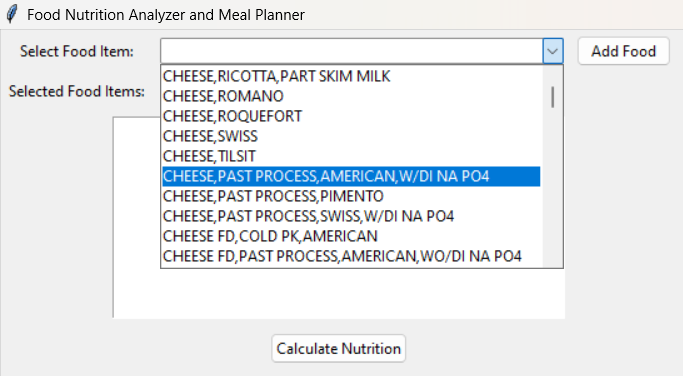 Food Nutrition Analyzer and Meal Planner
Select Food Item:
Add Food
Selected Food Items:
CHEESE,RICOTTA,PART SKIM MILK
CHEESE,ROMANO
CHEESE,ROQUEFORT
CHEESE,SWISS
CHEESE,TILSIT
CHEESE,PAST PROCESS,AMERICAN,W/DI NA PO4
CHEESE,PAST PROCESS,PIMENTO
CHEESE,PAST PROCESS,SWISS,W/DI NA PO4
CHEESE FD,COLD PK,AMERICAN
CHEESE FD,PAST PROCESS,AMERICAN,WO/DI NA PO4
Calculate Nutrition